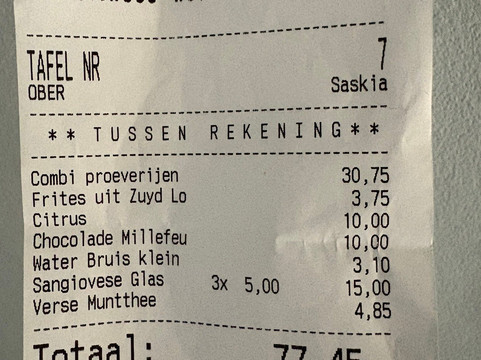 TAFEL NR 7
OBER Saskia
** TUSSEN REKENING**
Combi proeverijen 30,75
Frites uit Zuyd Lo 3,75
Citrus 10,00
Chocolade Millefeu 10,00
Water Bruis klein 3,10
Sangiovese Glas 3x 5,00 15,00
Verse Muntthee 4,85
Totaal: 77,45